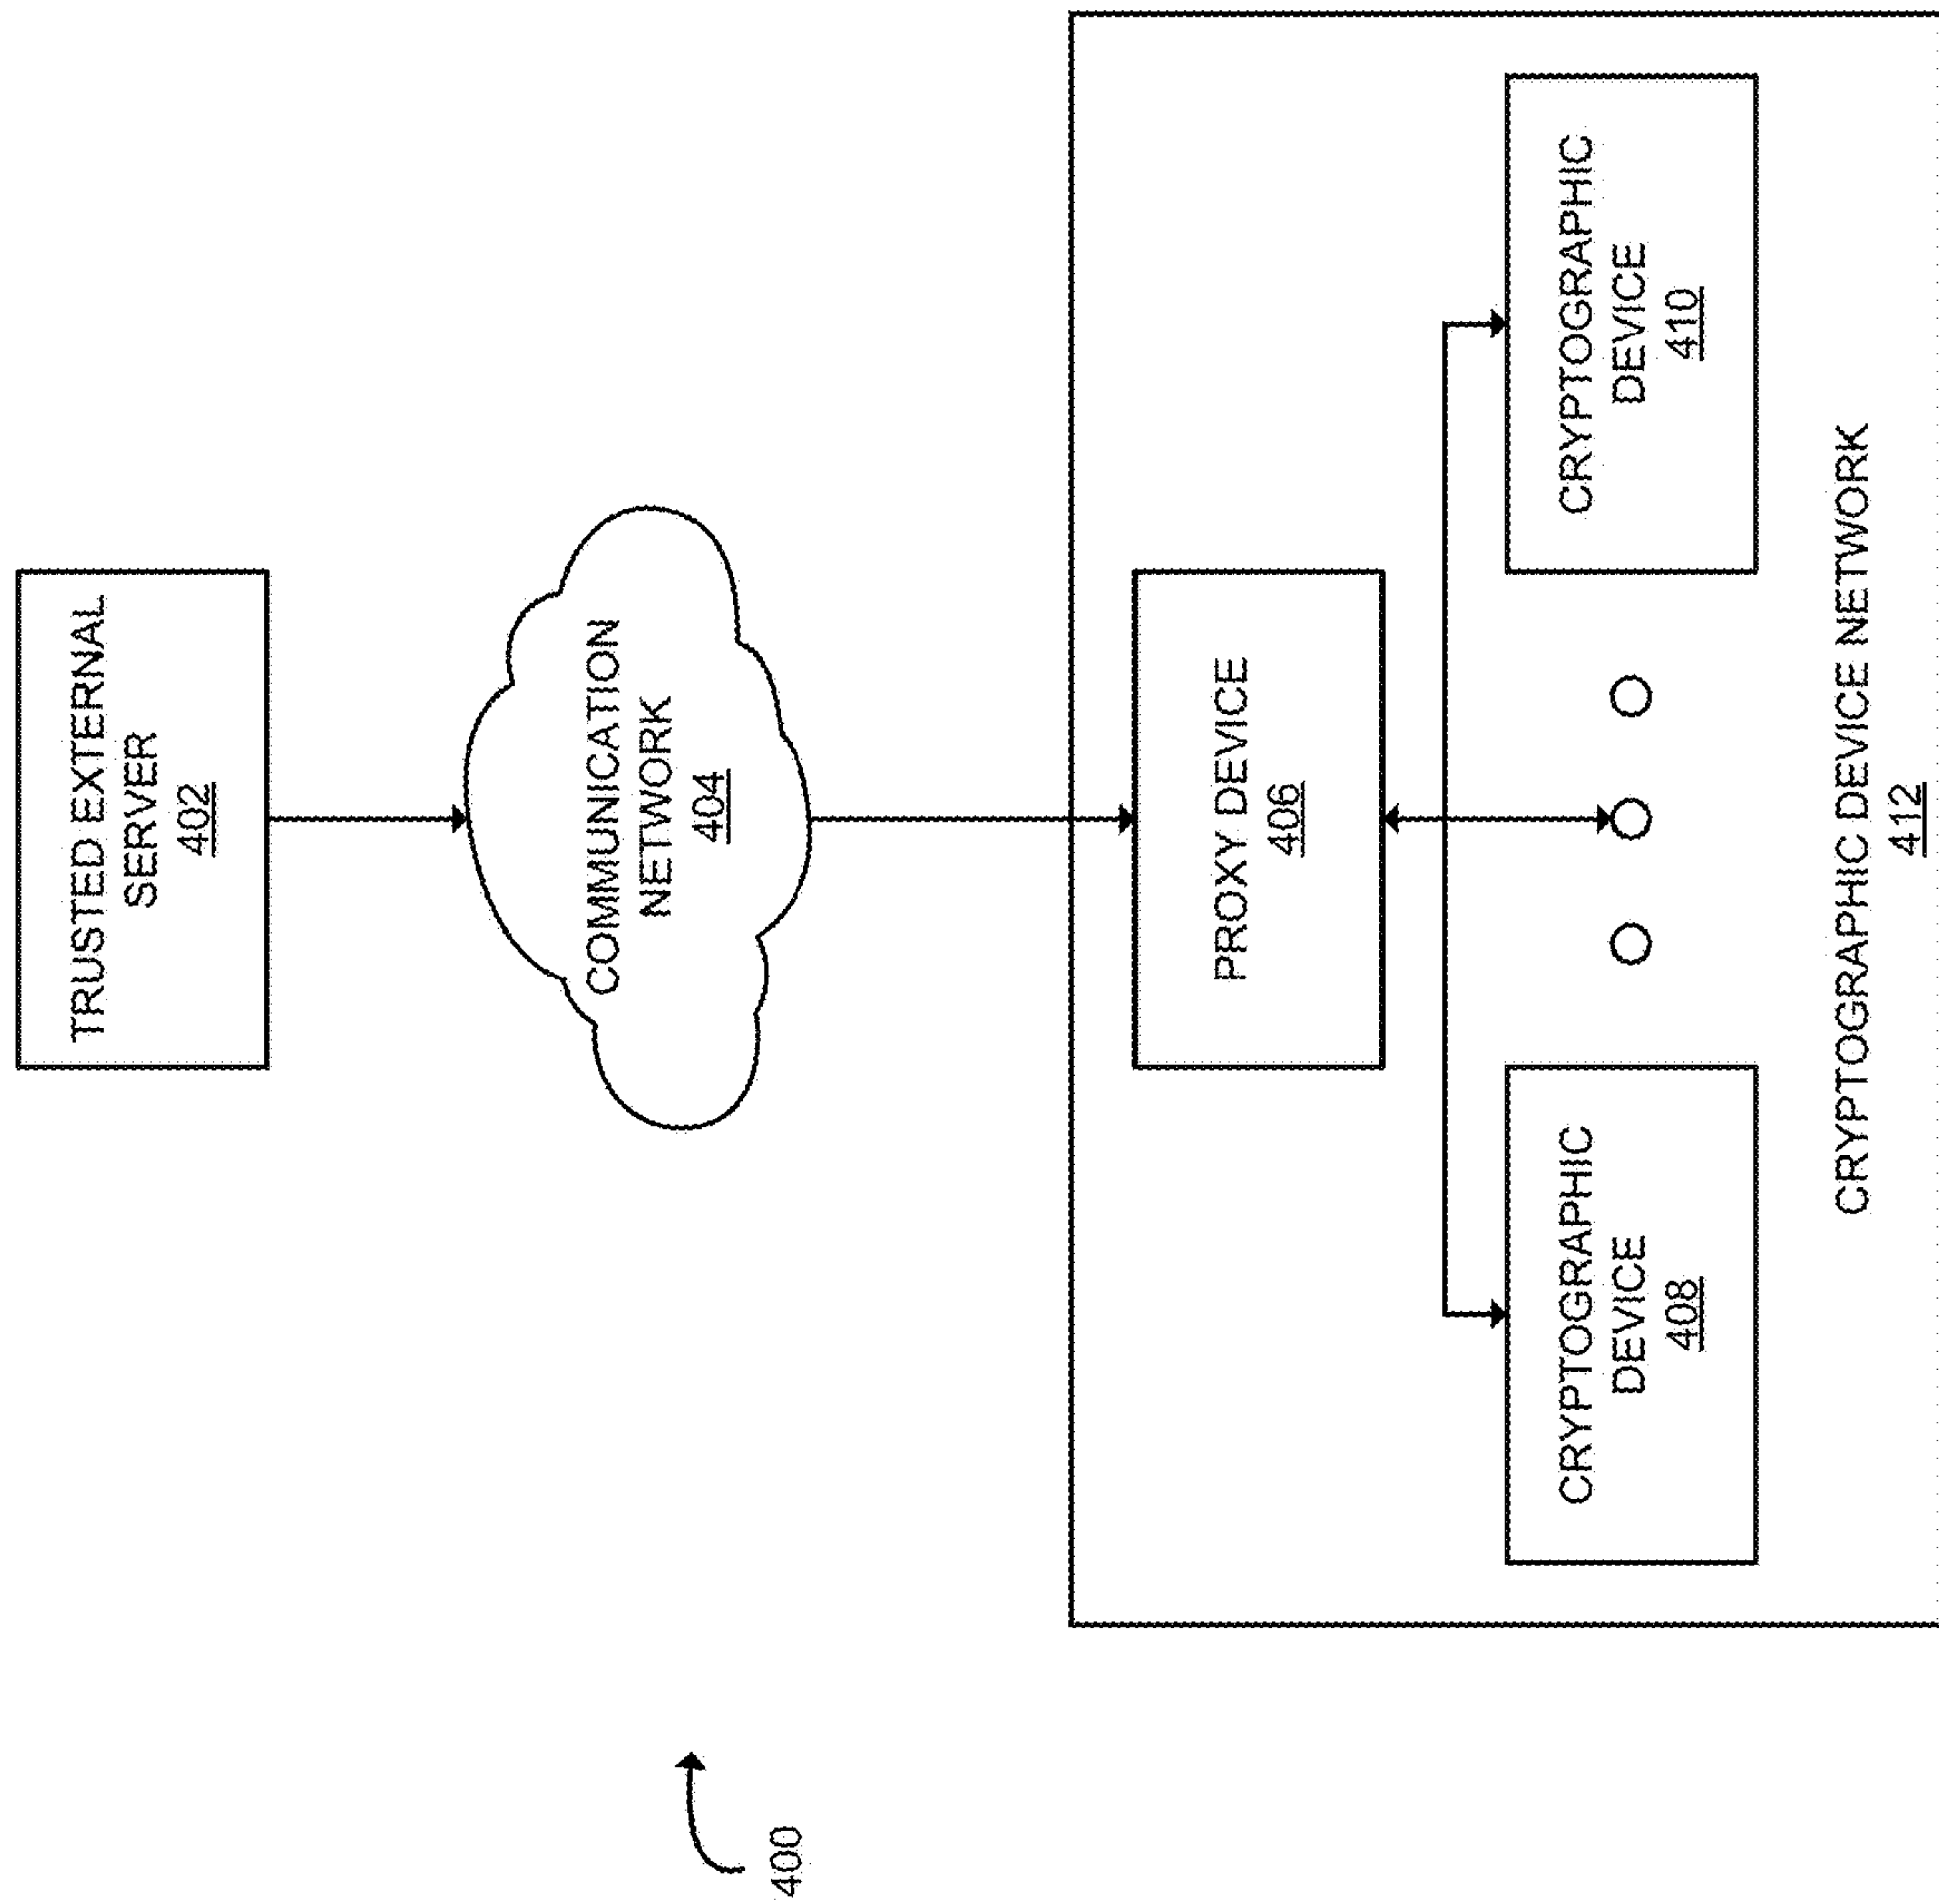 400
TRUSTED EXTERNAL
SERVER
402
COMMUNICATION
NETWORK
404
PROXY DEVICE
406
CRYPTOGRAPHIC
DEVICE
408
CRYPTOGRAPHIC
DEVICE
410
CRYPTOGRAPHIC DEVICE NETWORK
412